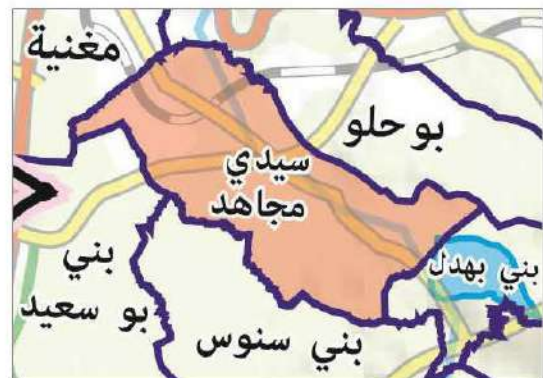 مغنية
بو حلو
سيدي
مجاهد
بني بهدل
بني
بو سعيد
بني سنوس